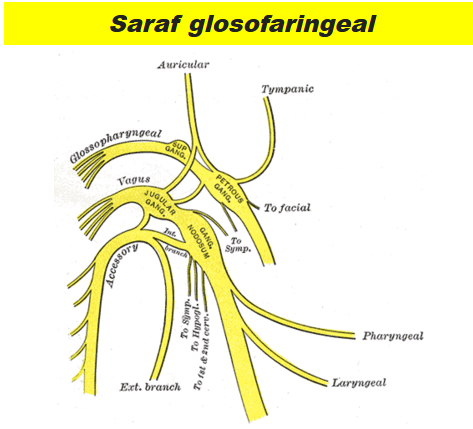 Saraf glosofaringeal
Auricular
Tympanic
Glossopharyngeal
SUP
GANG.
PETROUS
GANG.
Vagus
JUGULAR
GANG.
To facial
GANG.
NODOSUM
To
Symp.
Int.
branch
Accessory
To Symp.
To Hypogl.
To 1st & 2nd cerv.
Pharyngeal
Laryngeal
Ext. branch